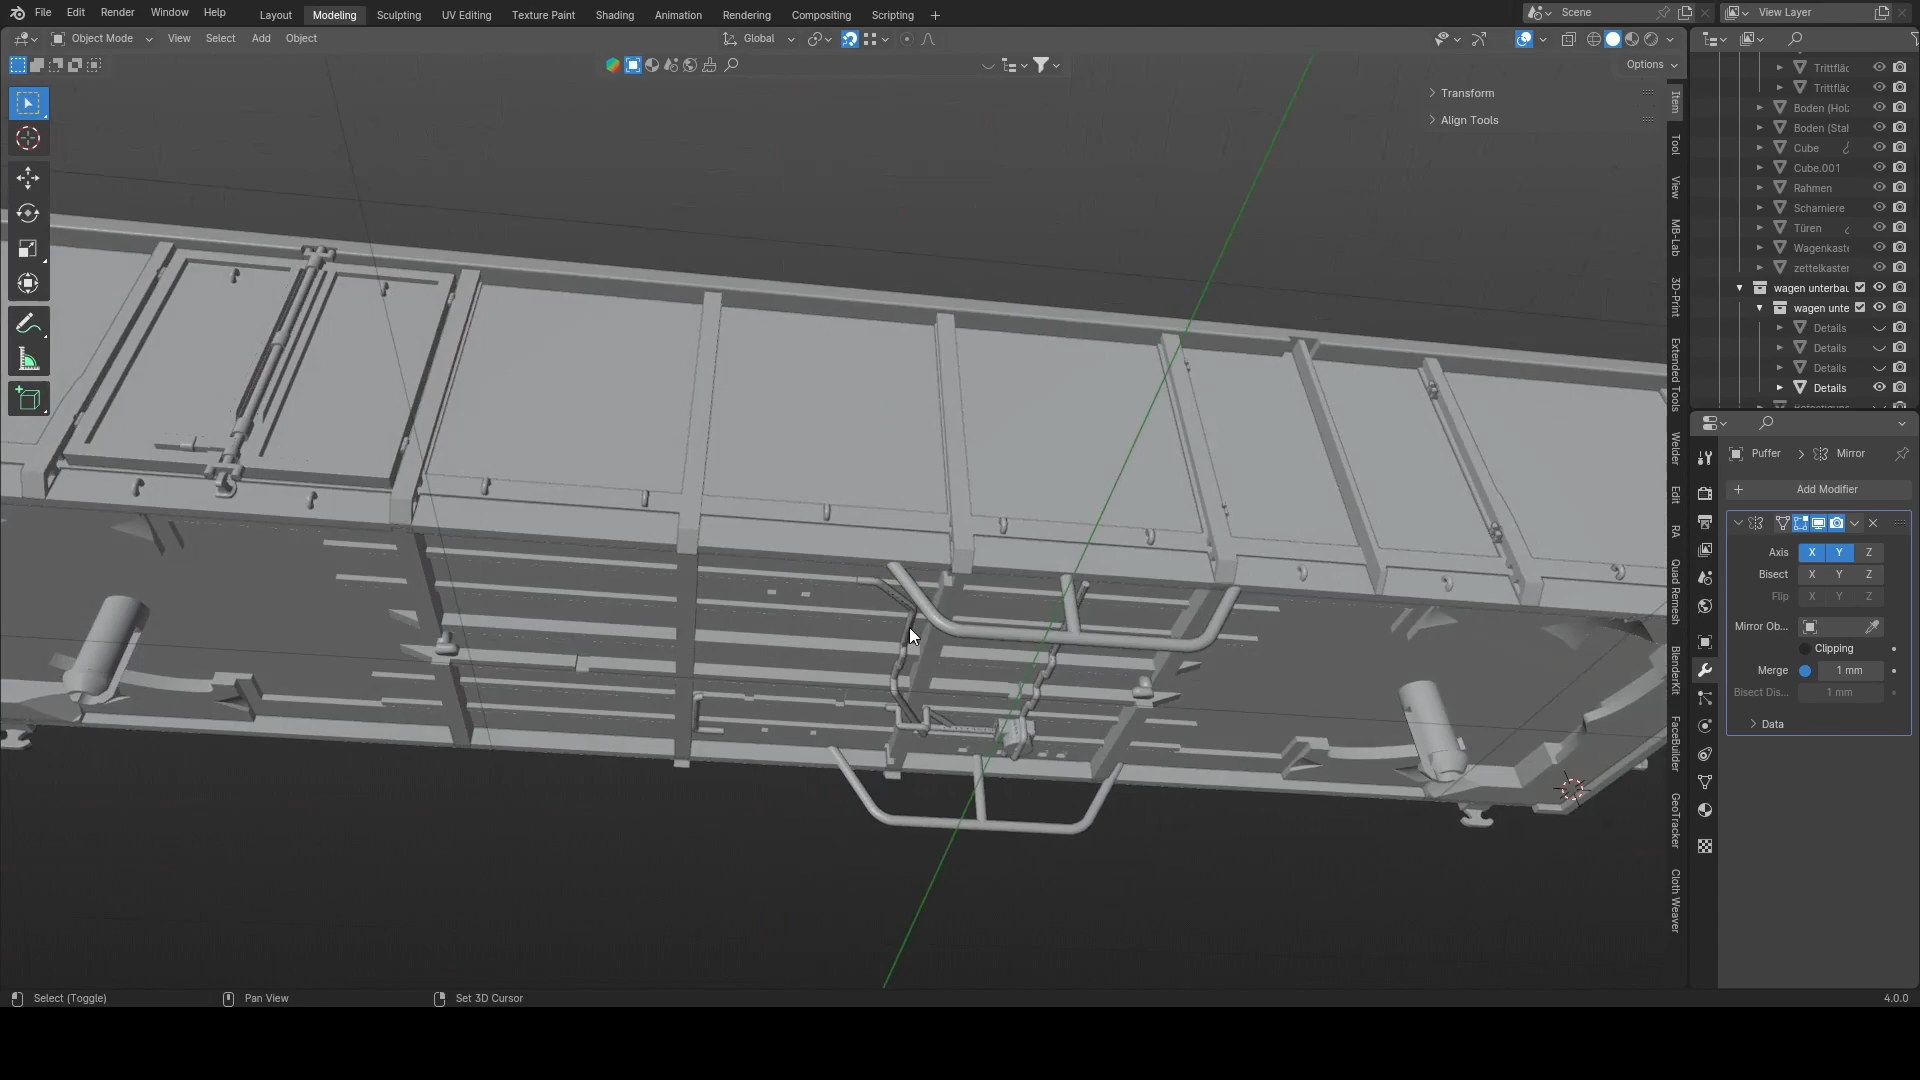 File Edit Render Window Help
Layout Modeling Sculpting UV Editing Texture Paint Shading Animation Rendering Compositing Scripting +
Scene
View Layer
Object Mode View Select Add Object
Global
Options
Transform
Align Tools
Item
Tool
View
MB-Lab
3D-Print
Extended Tools
Welder
Edit
RA
Quad Remesh
BlenderKit
FaceBuilder
GeoTracker
Cloth Weaver
Trittfläc
Trittfläc
Boden (Hol
Boden (Stal
Cube
Cube.001
Rahmen
Scharniere
Türen
Wagenkaste
zettelkaster
wagen unterbau
wagen unte
Details
Details
Details
Details
Puffer > Mirror
+ Add Modifier
Axis X Y Z
Bisect X Y Z
Flip X Y Z
Mirror Ob...
Clipping
Merge 1 mm
Bisect Dis... 1 mm
Data
Select (Toggle) Pan View Set 3D Cursor 4.0.0